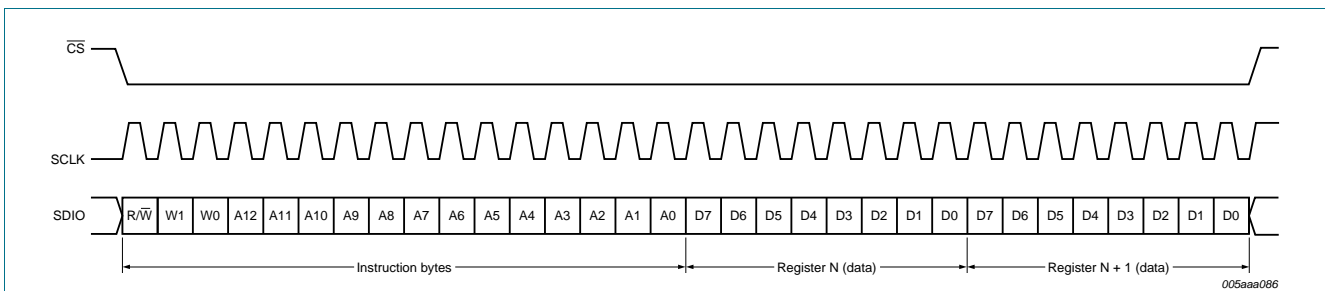 C̅S̅
SCLK
SDIO R/W̅ W1 W0 A12 A11 A10 A9 A8 A7 A6 A5 A4 A3 A2 A1 A0 D7 D6 D5 D4 D3 D2 D1 D0 D7 D6 D5 D4 D3 D2 D1 D0
Instruction bytes Register N (data) Register N + 1 (data)
005aaa086